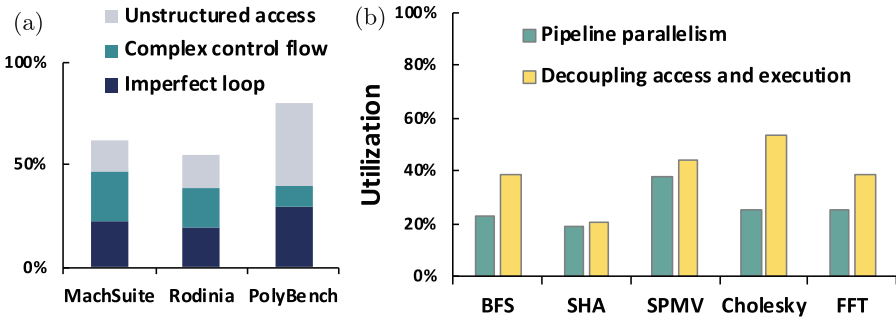 (a)
Unstructured access
Complex control flow
Imperfect loop
100%
50%
0%
MachSuite Rodinia PolyBench
(b)
Utilization
100%
80%
60%
40%
20%
0%
Pipeline parallelism
Decoupling access and execution
BFS SHA SPMV Cholesky FFT